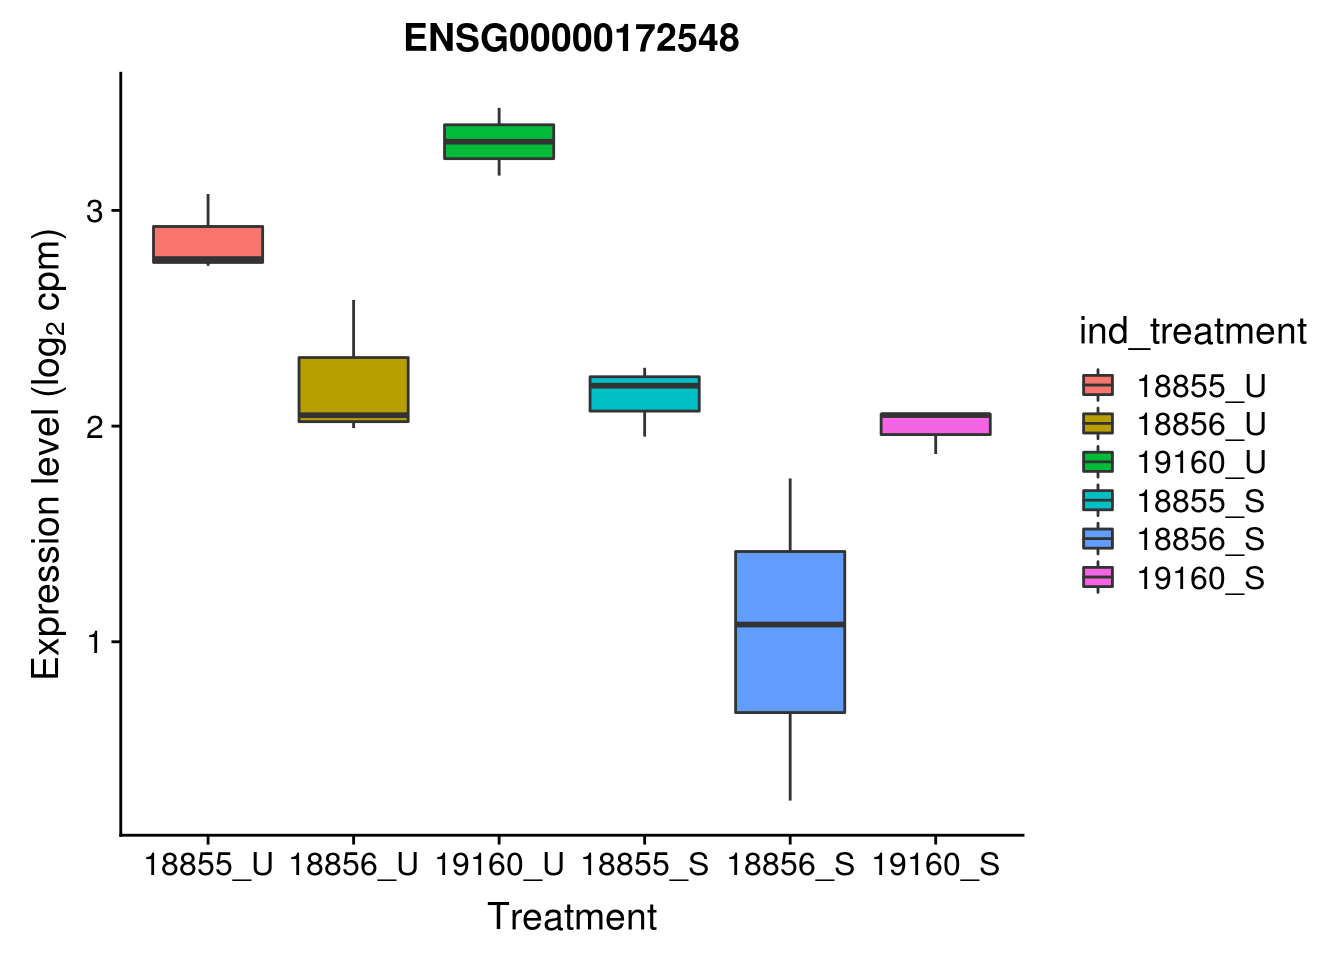 ENSG00000172548
Expression level (log₂ cpm)
3
2
1
18855_U 18856_U 19160_U 18855_S 18856_S 19160_S
Treatment
ind_treatment
18855_U
18856_U
19160_U
18855_S
18856_S
19160_S